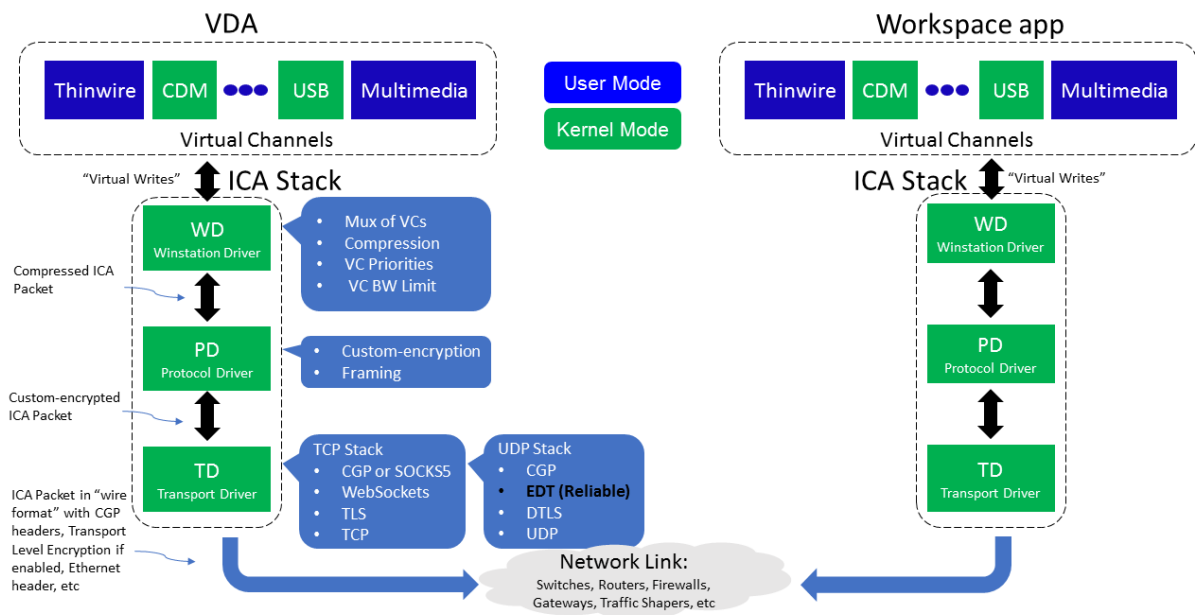 VDA
Thinwire
CDM
USB
Multimedia
Virtual Channels
User Mode
Kernel Mode
Workspace app
Thinwire
CDM
USB
Multimedia
Virtual Channels
“Virtual Writes”
ICA Stack
WD
Winstation Driver
• Mux of VCs
• Compression
• VC Priorities
• VC BW Limit
Compressed ICA
Packet
PD
Protocol Driver
• Custom-encryption
• Framing
Custom-encrypted
ICA Packet
TD
Transport Driver
TCP Stack
• CGP or SOCKS5
• WebSockets
• TLS
• TCP
UDP Stack
• CGP
• EDT (Reliable)
• DTLS
• UDP
ICA Packet in “wire
format” with CGP
headers, Transport
Level Encryption if
enabled, Ethernet
header, etc
Network Link:
Switches, Routers, Firewalls,
Gateways, Traffic Shapers, etc
ICA Stack
“Virtual Writes”
WD
Winstation Driver
PD
Protocol Driver
TD
Transport Driver